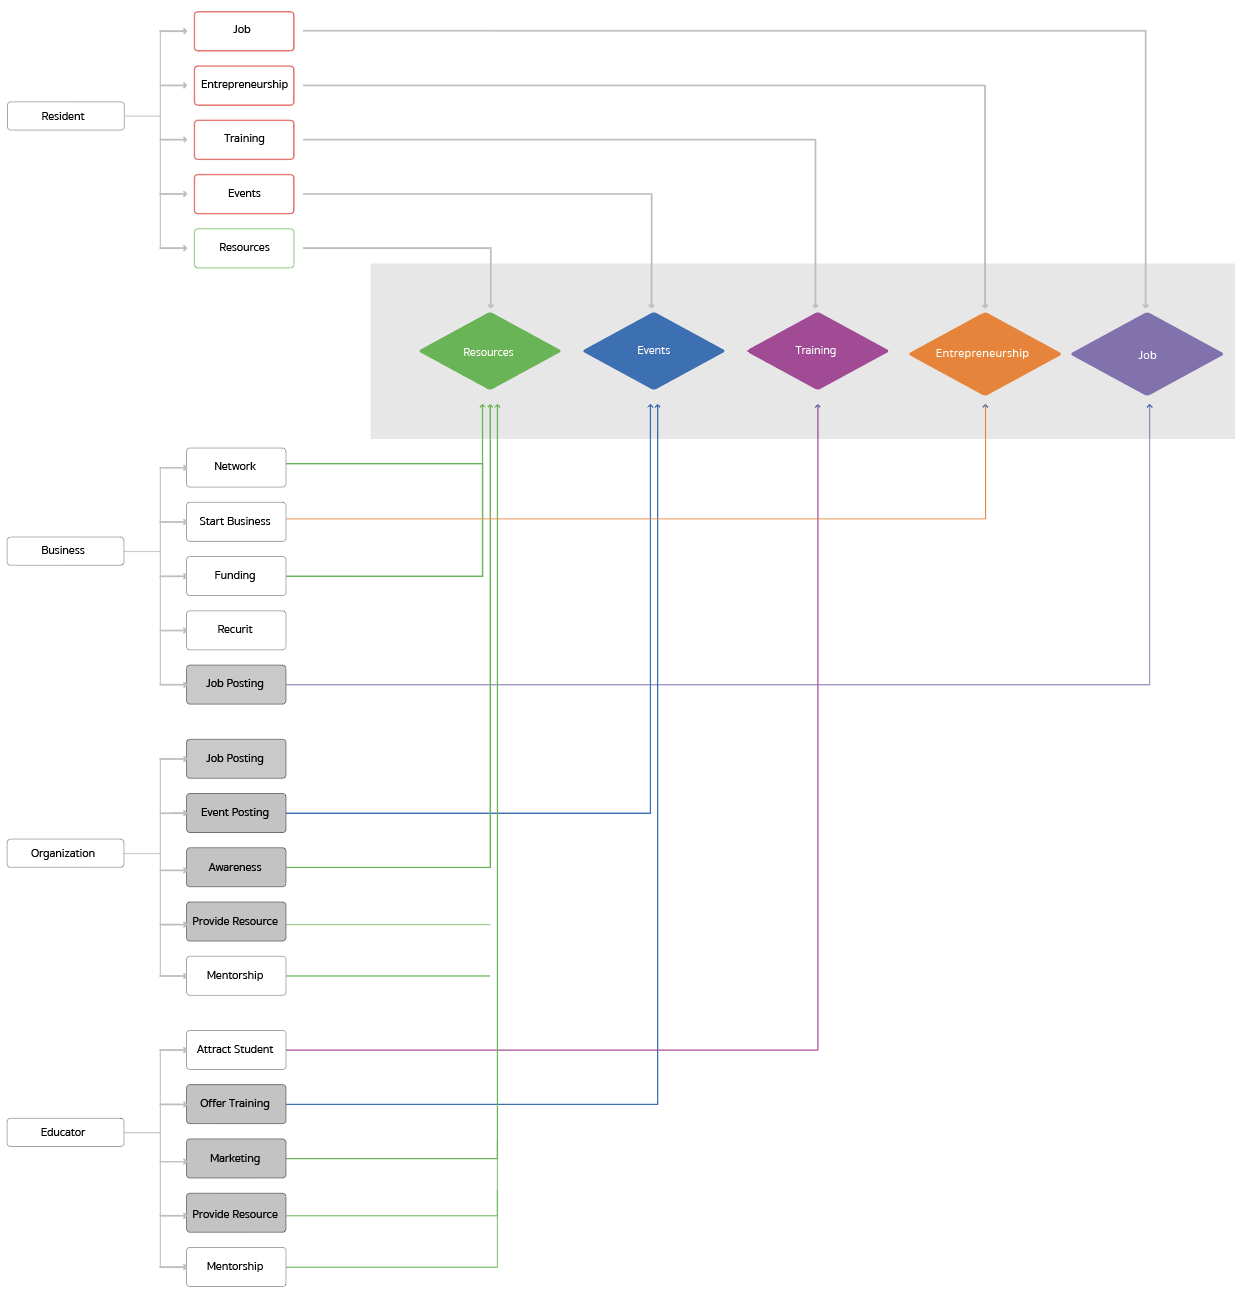 Job
Entrepreneurship
Resident
Training
Events
Resources
Resources
Events
Training
Entrepreneurship
Job
Network
Start Business
Business
Funding
Recurit
Job Posting
Job Posting
Event Posting
Organization
Awareness
Provide Resource
Mentorship
Attract Student
Offer Training
Educator
Marketing
Provide Resource
Mentorship